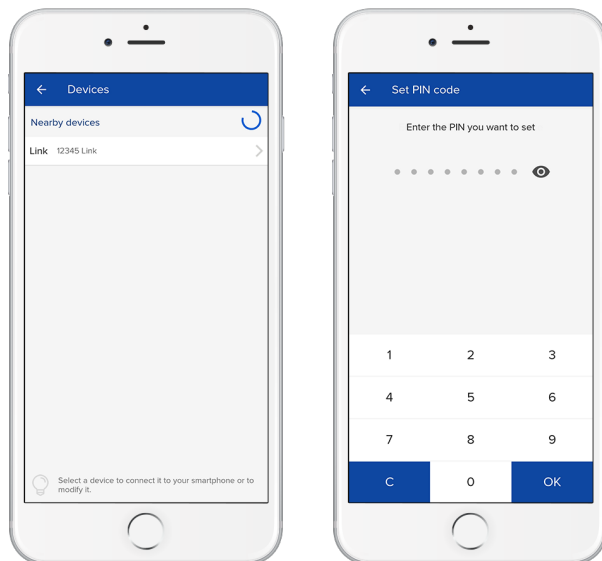 Devices
Nearby devices
Link 12345 Link
Select a device to connect it to your smartphone or to
modify it.
Set PIN code
Enter the PIN you want to set
1 2 3
4 5 6
7 8 9
C 0 OK